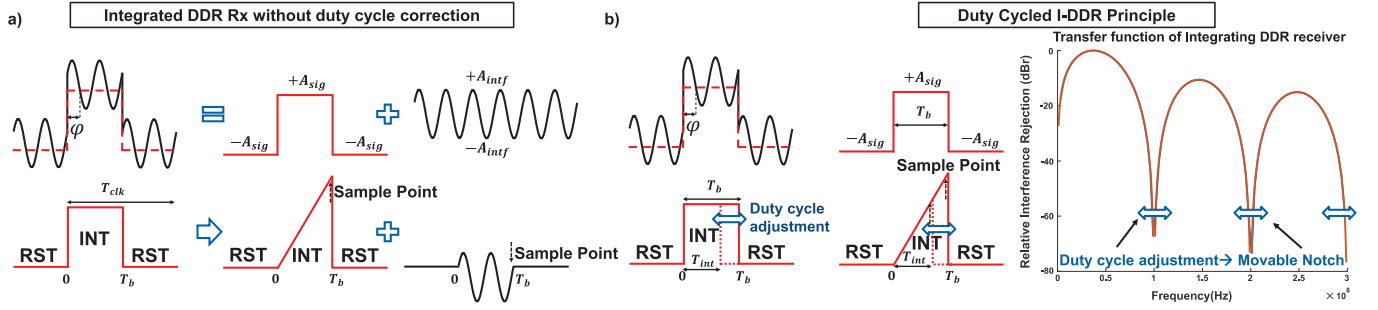 a)
Integrated DDR Rx without duty cycle correction
φ
+A_sig
−A_sig
−A_sig
+A_intf
−A_intf
T_clk
RST
INT
RST
0
T_b
Sample Point
RST
INT
RST
0
T_b
Sample Point
0
T_b
b)
Duty Cycled I-DDR Principle
φ
+A_sig
T_b
−A_sig
−A_sig
T_b
RST
INT
T_int
RST
0
T_b
Duty cycle
adjustment
Sample Point
RST
INT
T_int
RST
0
T_b
Transfer function of Integrating DDR receiver
Relative Interference Rejection (dBr)
0
-20
-40
-60
-80
Duty cycle adjustment→ Movable Notch
0
0.5
1
1.5
2
2.5
3
Frequency(Hz)
× 10⁸